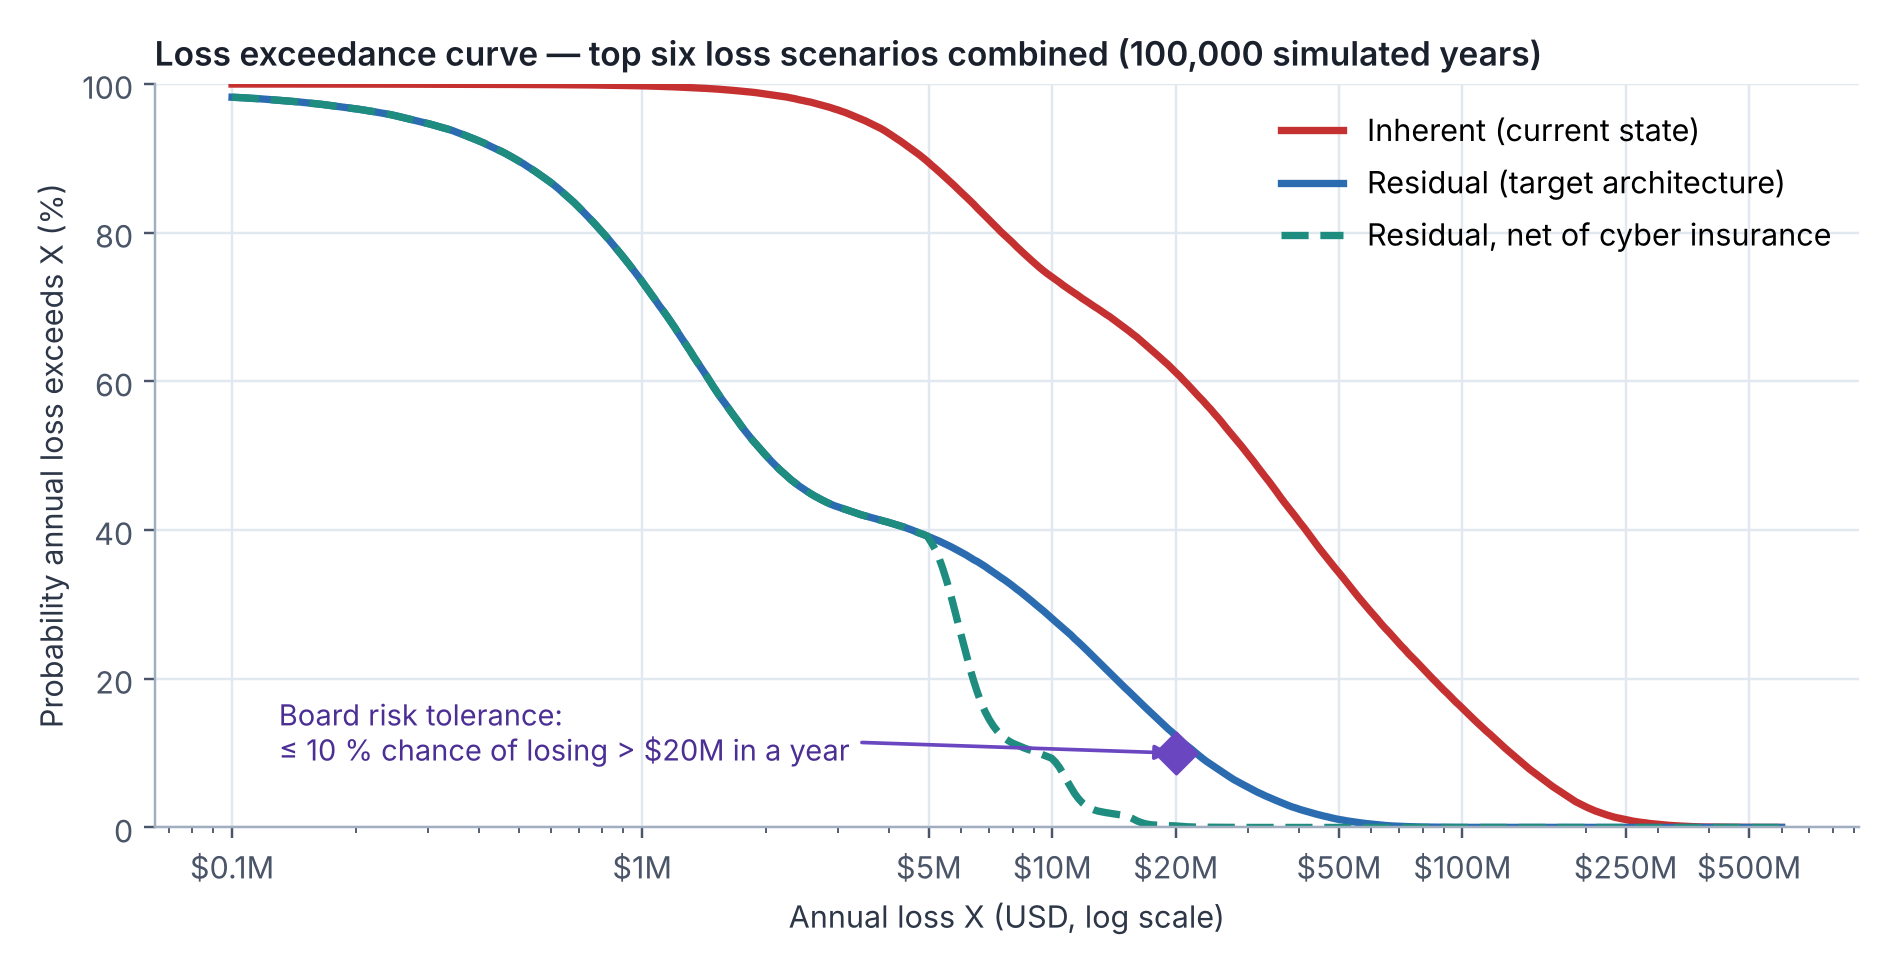 Loss exceedance curve — top six loss scenarios combined (100,000 simulated years)
Probability annual loss exceeds X (%)
100
80
60
40
20
0
Inherent (current state)
Residual (target architecture)
Residual, net of cyber insurance
Board risk tolerance:
≤ 10 % chance of losing > $20M in a year
$0.1M
$1M
$5M
$10M
$20M
$50M
$100M
$250M
$500M
Annual loss X (USD, log scale)